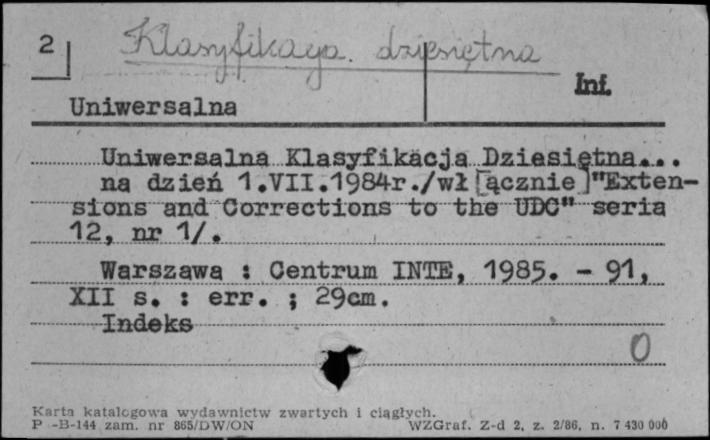 2 Klasyfikacja dziesiętna
Inf.
Uniwersalna
Uniwersalna Klasyfikacja Dziesiętna...
na dzień 1.VII.1984r./wł[ącznie]"Exten-
sions and Corrections to the UDC" seria
12, nr 1/.
Warszawa : Centrum INTE, 1985. - 91,
XII s. : err. ; 29cm.
Indeks
0
Karta katalogowa wydawnictw zwartych i ciągłych.
P -B-144 zam. nr 865/DW/ON WZGraf. Z-d 2, z. 2/86, n. 7 430 000